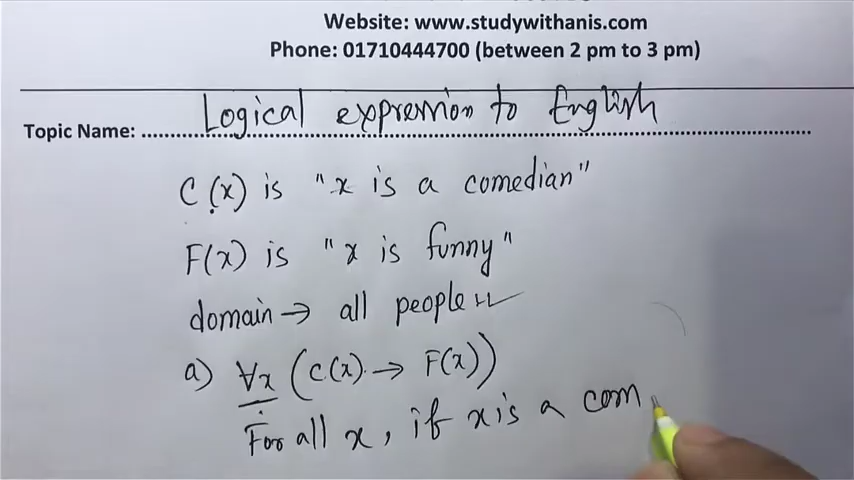 Website: www.studywithanis.com
Phone: 01710444700 (between 2 pm to 3 pm)
Topic Name: Logical expression to English
C(x) is "x is a comedian"
F(x) is "x is funny"
domain → all people
a) ∀x (C(x) → F(x))
For all x, if x is a com